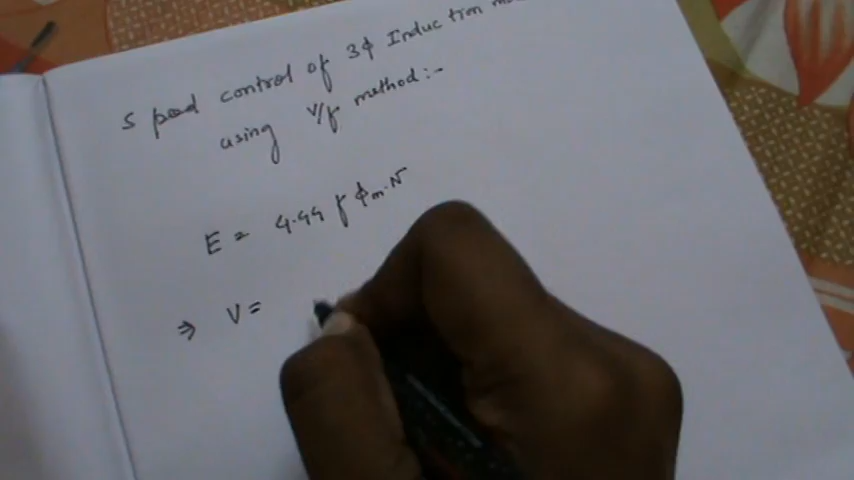 Speed control of 3φ Induction
using V/f method:-
E = 4.44 f φm.N
⇒ V =